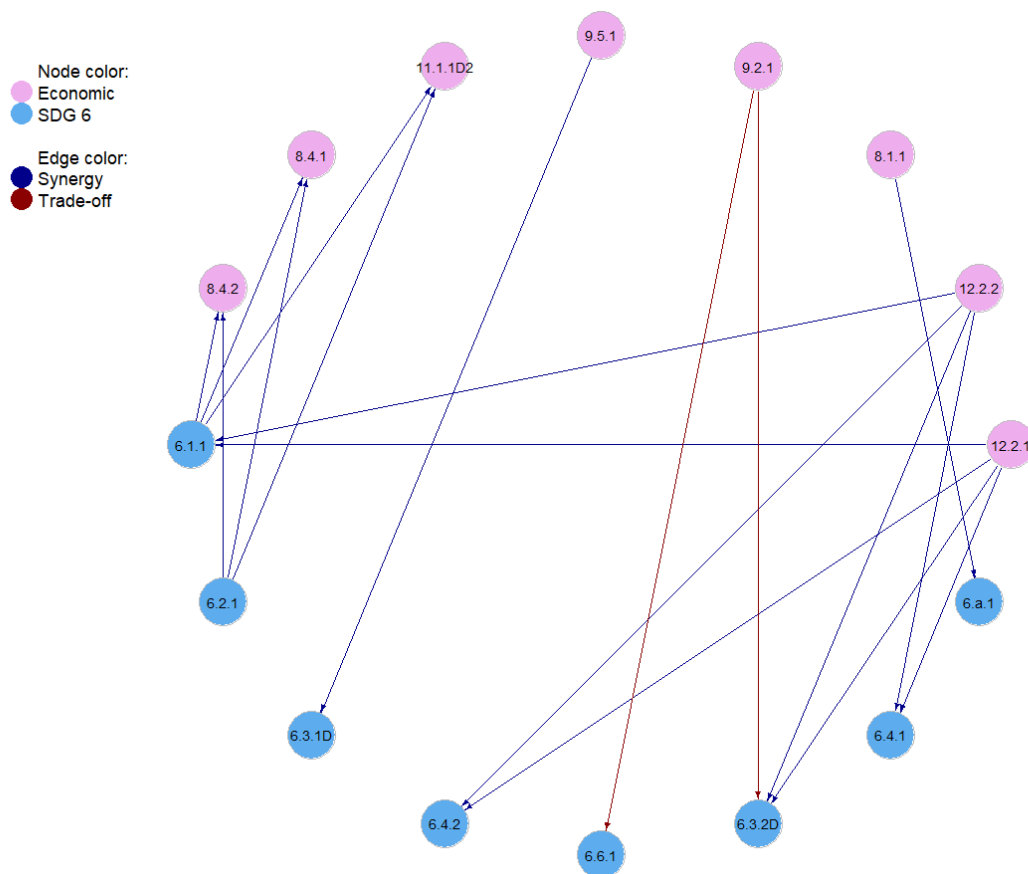 9.5.1
11.1.1D2
9.2.1
Node color:
Economic
SDG 6
Edge color:
Synergy
Trade-off
8.4.1
8.1.1
8.4.2
12.2.2
6.1.1
12.2.1
6.2.1
6.a.1
6.3.1D
6.4.1
6.4.2
6.3.2D
6.6.1